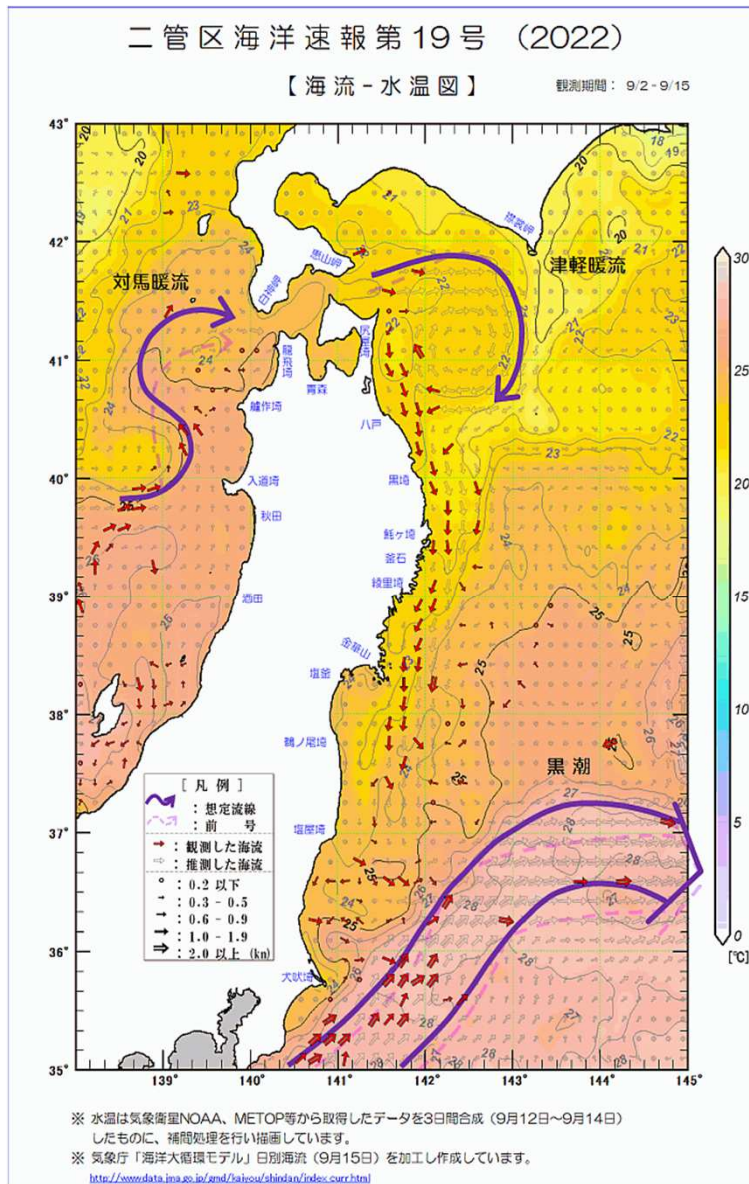 二管区海洋速報第19号 (2022)
【海流-水温図】
観測期間： 9/2-9/15
43°
42°
41°
40°
39°
38°
37°
36°
35°
139°
140°
141°
142°
143°
144°
145°
対馬暖流
津軽暖流
黒潮
恵山岬
襟裳岬
白神岬
尻屋埼
龍飛埼
青森
艫作埼
八戸
入道埼
黒埼
秋田
鮏ヶ埼
釜石
綾里埼
酒田
金華山
塩釜
鵜ノ尾埼
塩屋埼
犬吠埼
[ 凡 例 ]
：想定流線
：前 号
：観測した海流
：推測した海流
：0.2 以下
：0.3 - 0.5
：0.6 - 0.9
：1.0 - 1.9
：2.0 以上 (kn)
30
25
20
15
10
5
0
[℃]
※ 水温は気象衛星NOAA、METOP等から取得したデータを3日間合成（9月12日～9月14日）
したものに、補間処理を行い描画しています。
※ 気象庁「海洋大循環モデル」日別海流（9月15日）を加工し作成しています。
http://www.data.jma.go.jp/gmd/kaiyou/shindan/index_curr.html